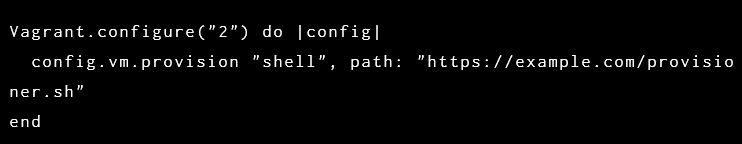 Vagrant.configure("2") do |config|
  config.vm.provision "shell", path: "https://example.com/provisio
ner.sh"
end